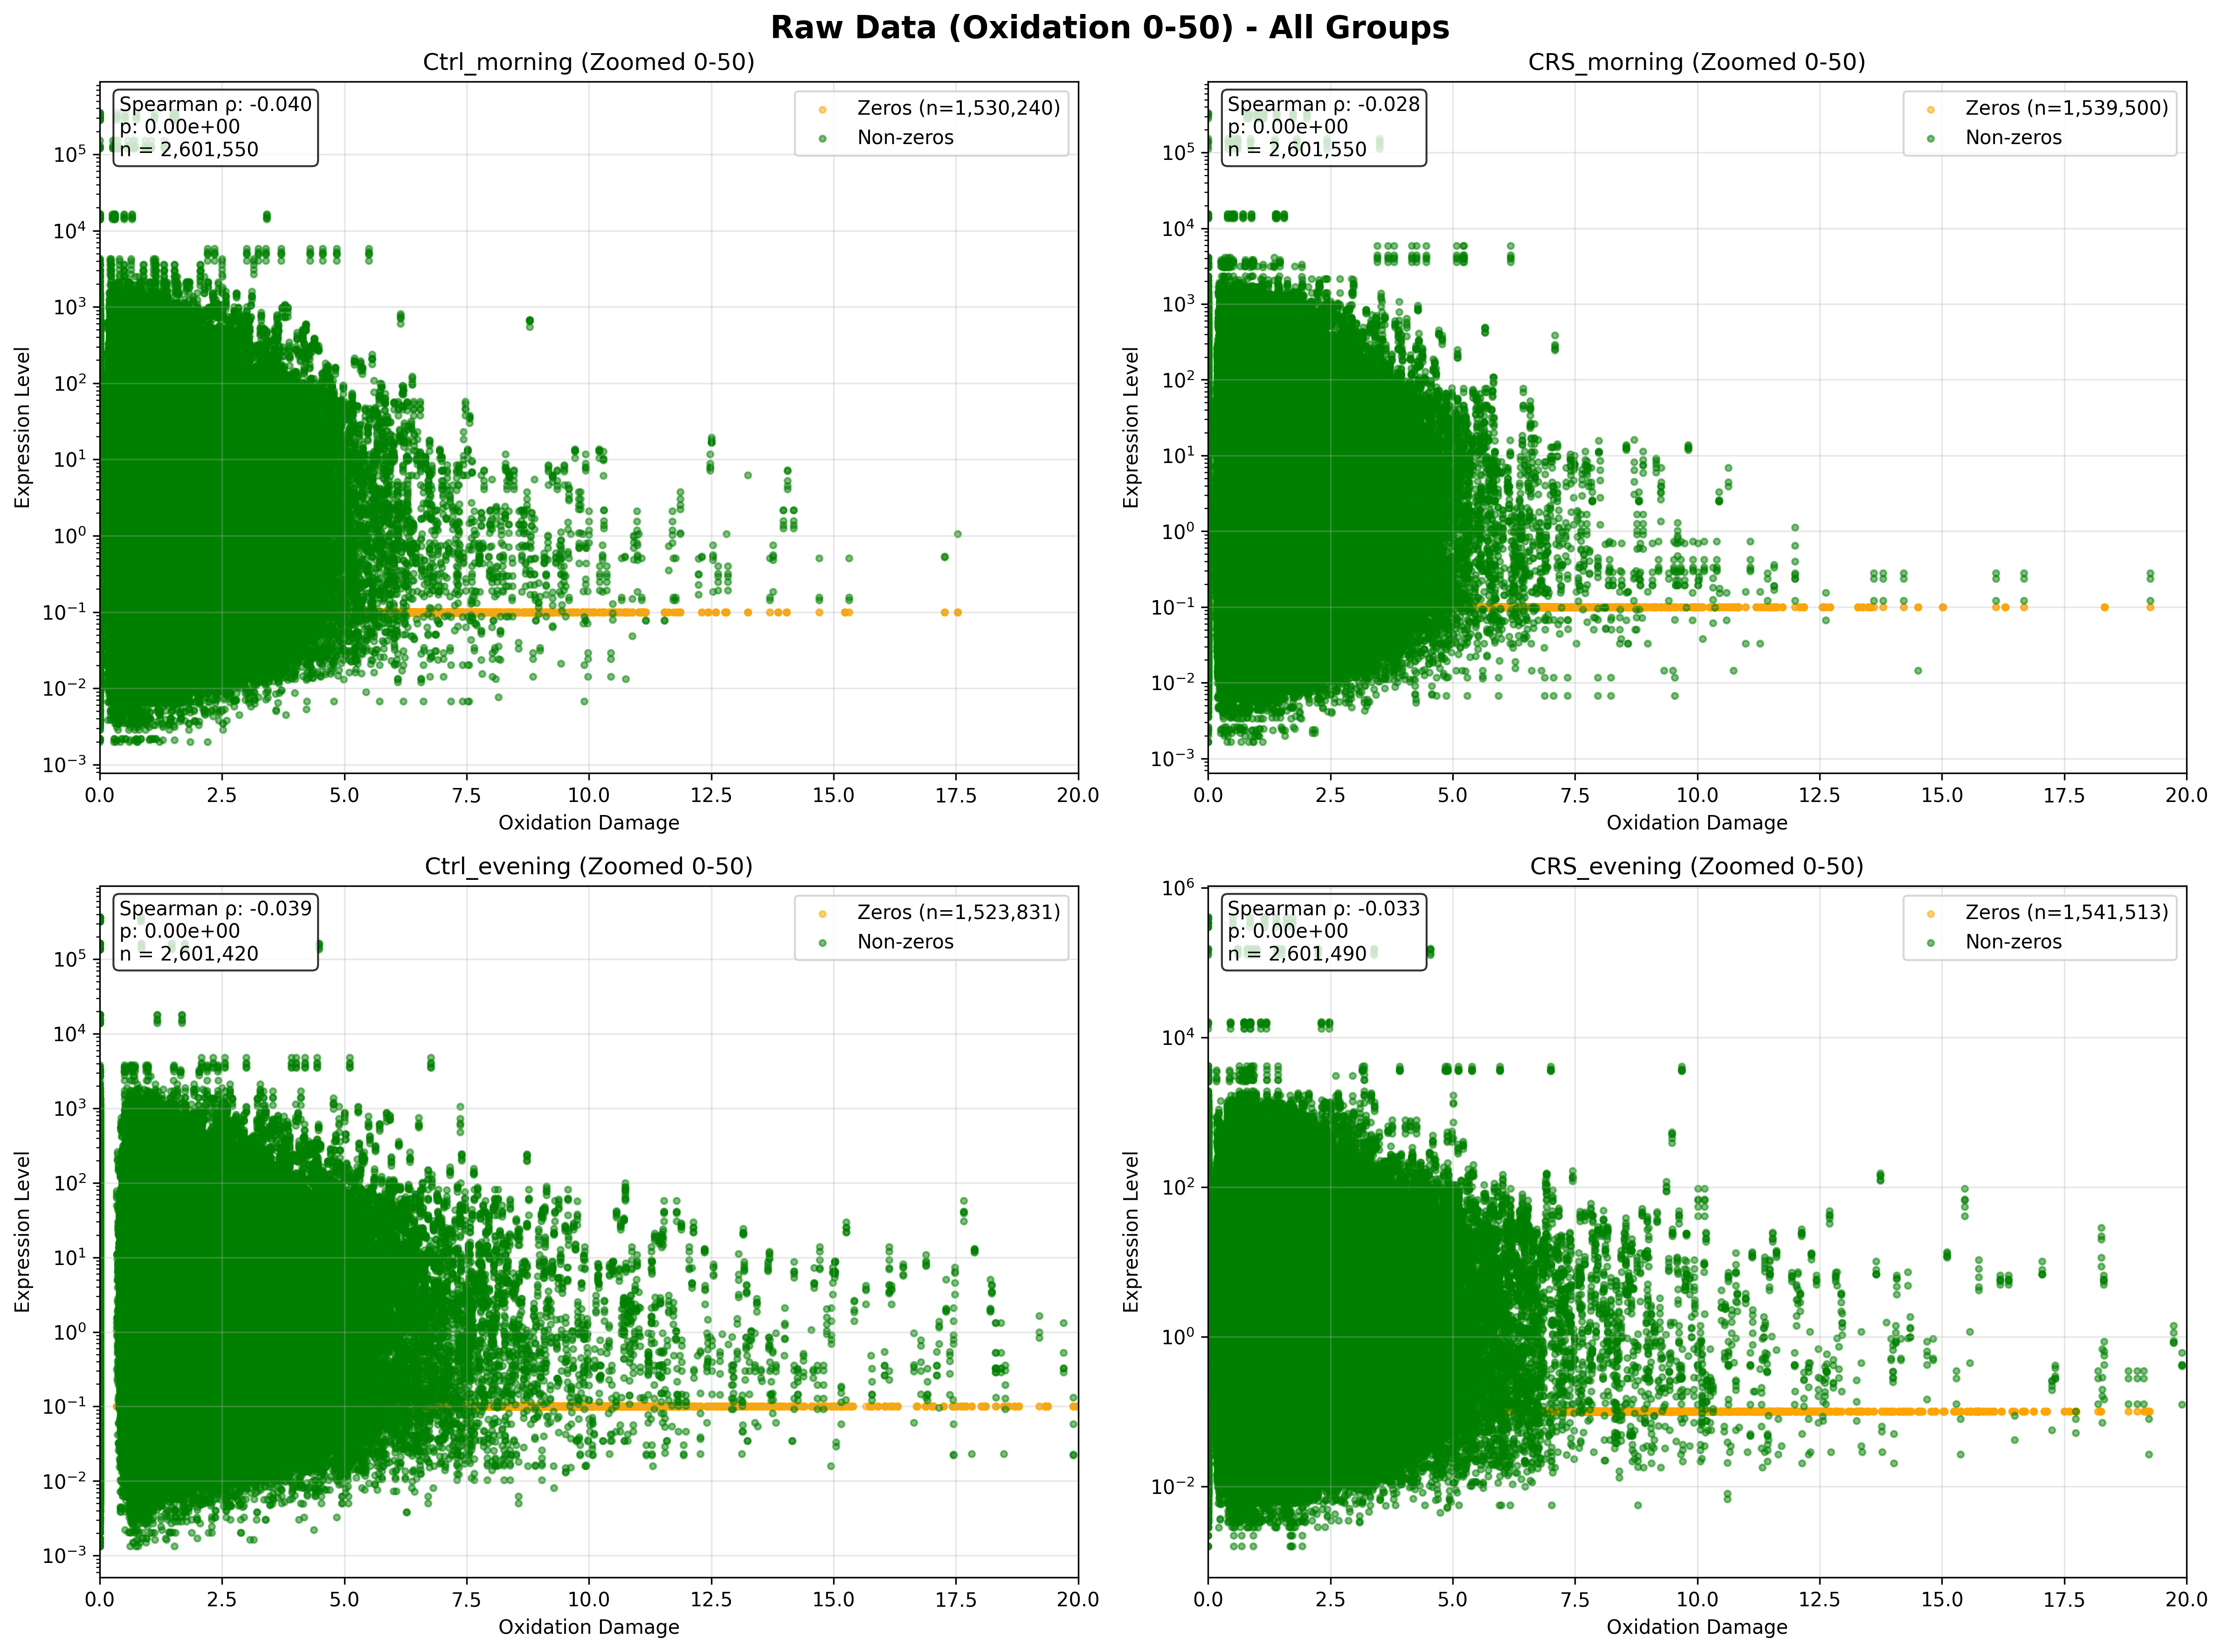 Raw Data (Oxidation 0-50) - All Groups
Ctrl_morning (Zoomed 0-50)
Spearman ρ: -0.040
p: 0.00e+00
n = 2,601,550
Zeros (n=1,530,240)
Non-zeros
10⁵
10⁴
10³
10²
10¹
10⁰
10⁻¹
10⁻²
10⁻³
Expression Level
0.0 2.5 5.0 7.5 10.0 12.5 15.0 17.5 20.0
Oxidation Damage
CRS_morning (Zoomed 0-50)
Spearman ρ: -0.028
p: 0.00e+00
n = 2,601,550
Zeros (n=1,539,500)
Non-zeros
10⁵
10⁴
10³
10²
10¹
10⁰
10⁻¹
10⁻²
10⁻³
Expression Level
0.0 2.5 5.0 7.5 10.0 12.5 15.0 17.5 20.0
Oxidation Damage
Ctrl_evening (Zoomed 0-50)
Spearman ρ: -0.039
p: 0.00e+00
n = 2,601,420
Zeros (n=1,523,831)
Non-zeros
10⁵
10⁴
10³
10²
10¹
10⁰
10⁻¹
10⁻²
10⁻³
Expression Level
0.0 2.5 5.0 7.5 10.0 12.5 15.0 17.5 20.0
Oxidation Damage
CRS_evening (Zoomed 0-50)
Spearman ρ: -0.033
p: 0.00e+00
n = 2,601,490
Zeros (n=1,541,513)
Non-zeros
10⁶
10⁴
10²
10⁰
10⁻²
Expression Level
0.0 2.5 5.0 7.5 10.0 12.5 15.0 17.5 20.0
Oxidation Damage